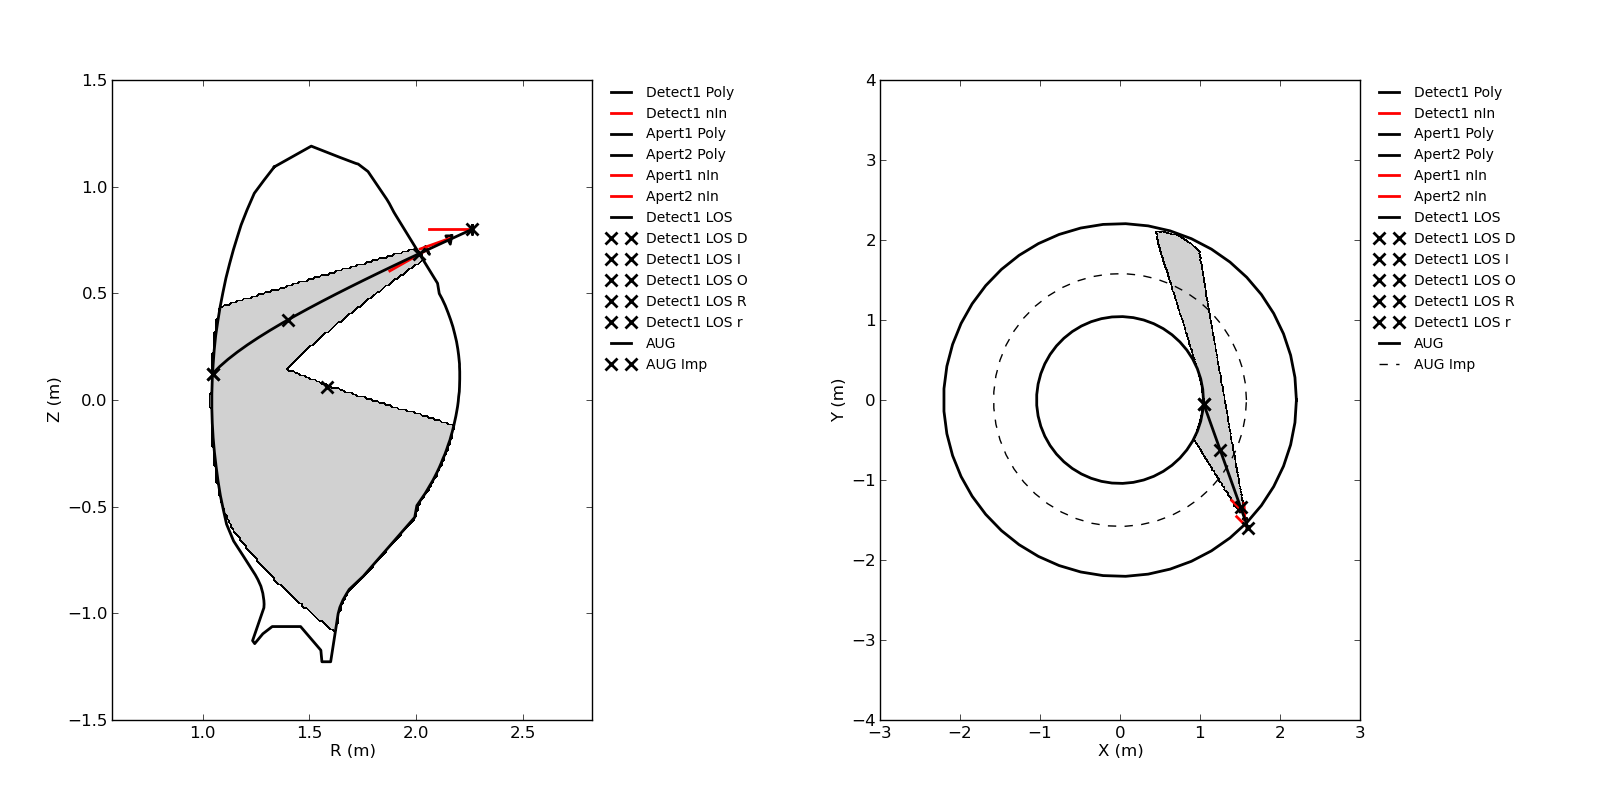 1.5
1.0
0.5
0.0
−0.5
−1.0
−1.5
Z (m)
1.0 1.5 2.0 2.5
R (m)
Detect1 Poly
Detect1 nIn
Apert1 Poly
Apert2 Poly
Apert1 nIn
Apert2 nIn
Detect1 LOS
Detect1 LOS D
Detect1 LOS I
Detect1 LOS O
Detect1 LOS R
Detect1 LOS r
AUG
AUG Imp
4
3
2
1
0
−1
−2
−3
−4
Y (m)
−3 −2 −1 0 1 2 3
X (m)
Detect1 Poly
Detect1 nIn
Apert1 Poly
Apert2 Poly
Apert1 nIn
Apert2 nIn
Detect1 LOS
Detect1 LOS D
Detect1 LOS I
Detect1 LOS O
Detect1 LOS R
Detect1 LOS r
AUG
AUG Imp